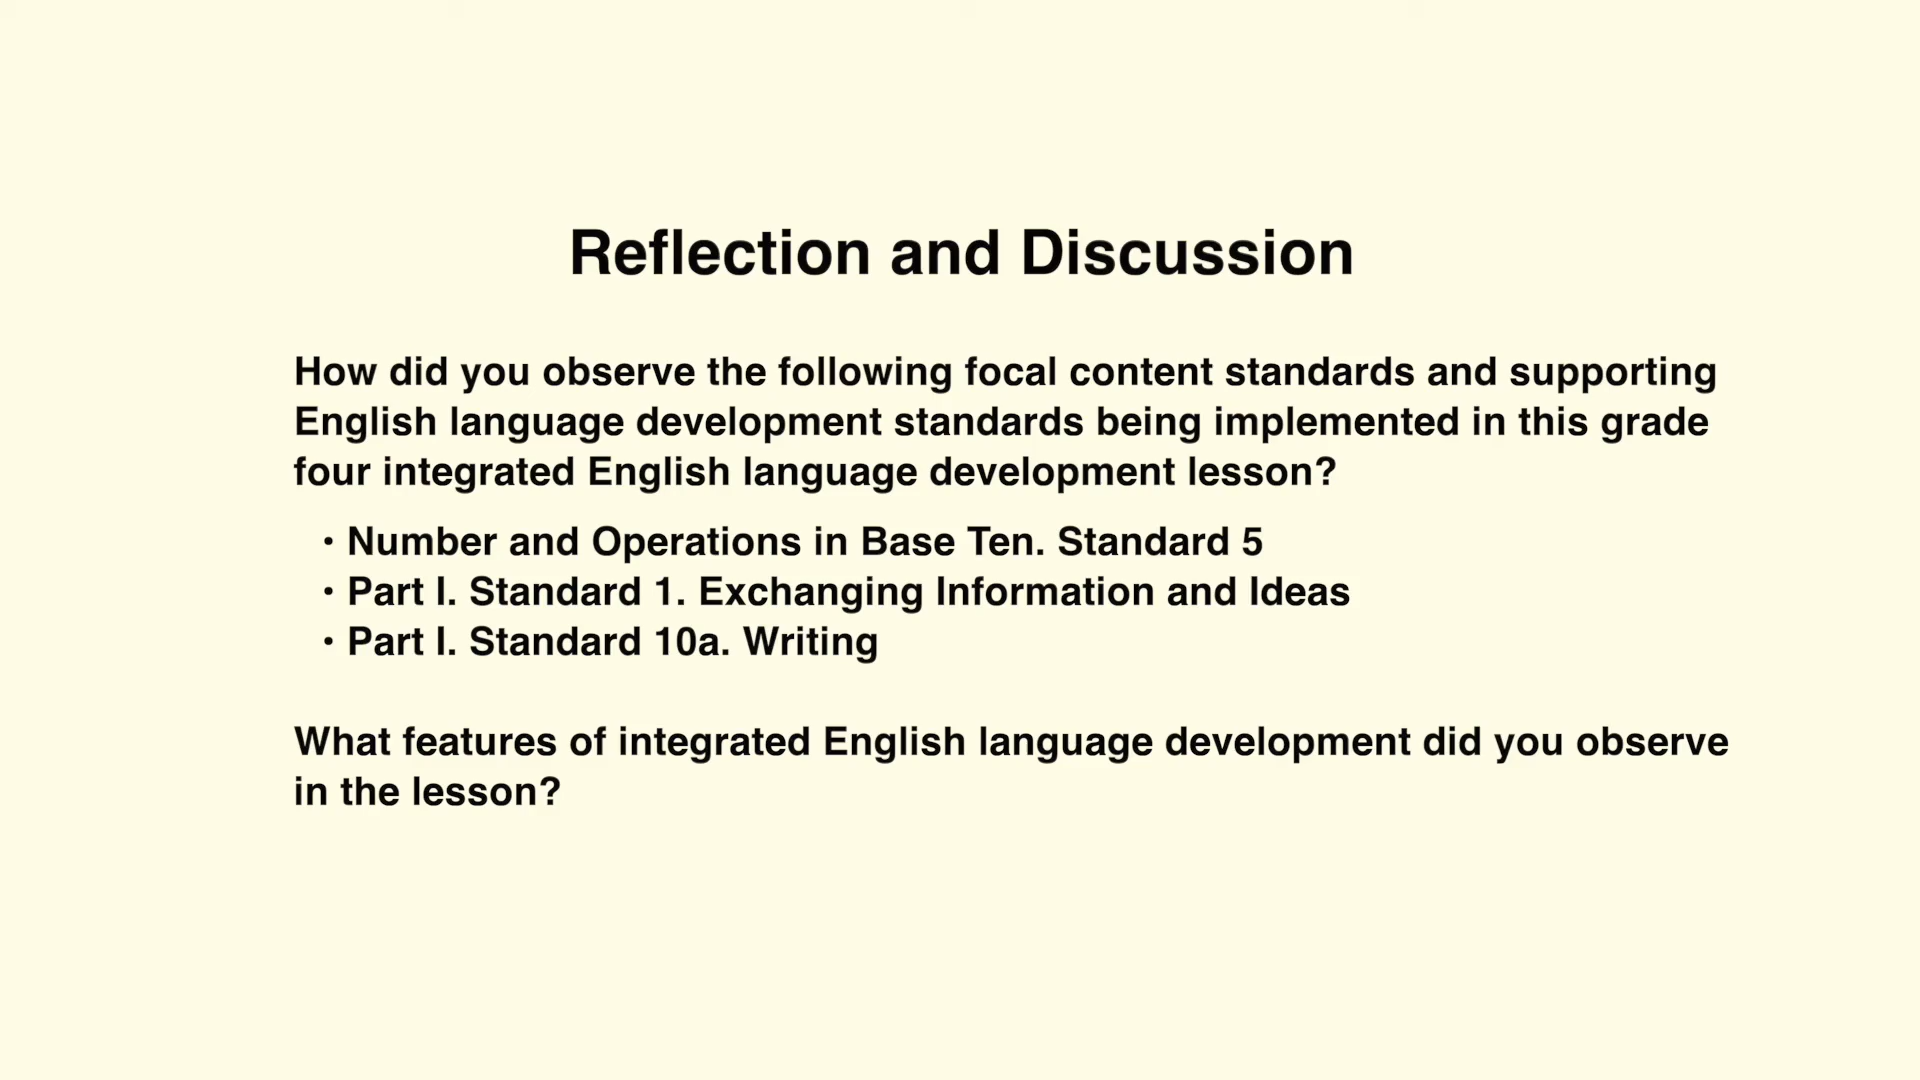 Reflection and Discussion
How did you observe the following focal content standards and supporting
English language development standards being implemented in this grade
four integrated English language development lesson?
• Number and Operations in Base Ten. Standard 5
• Part I. Standard 1. Exchanging Information and Ideas
• Part I. Standard 10a. Writing
What features of integrated English language development did you observe
in the lesson?